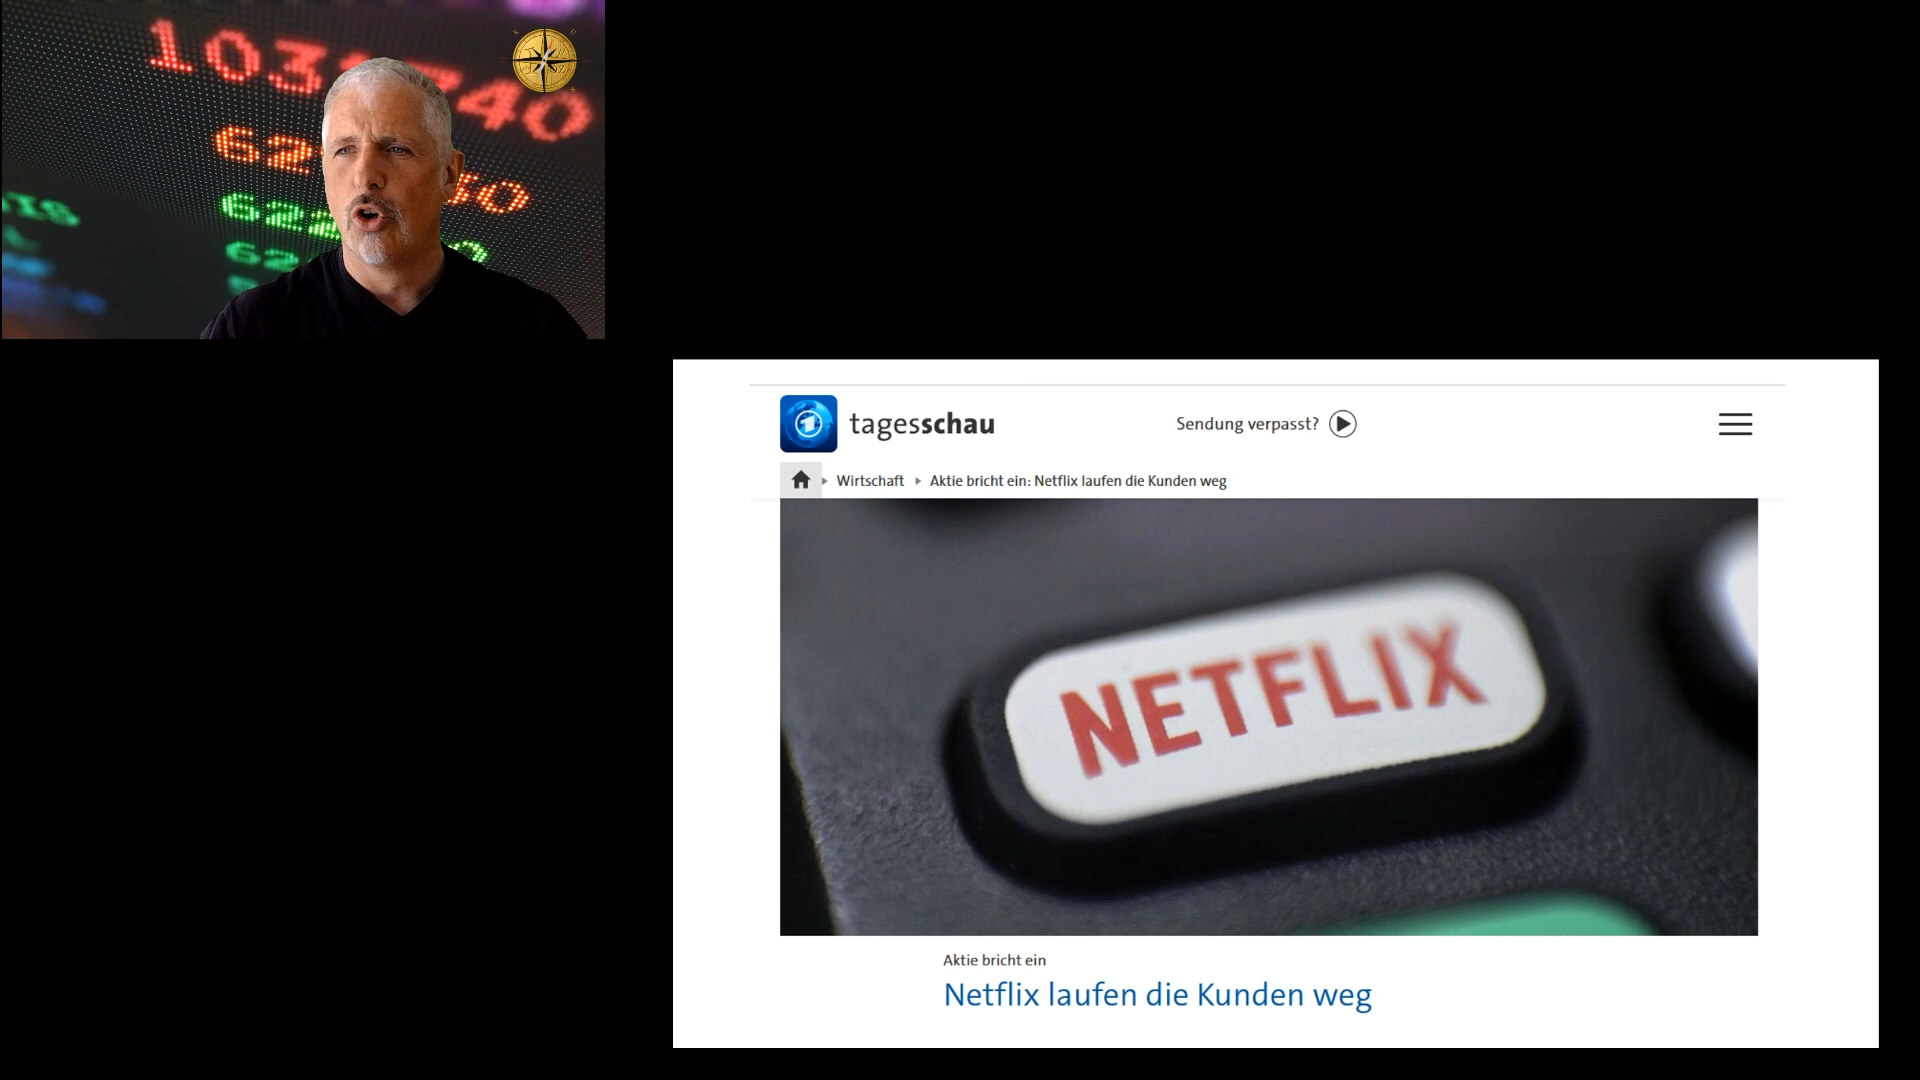 tagesschau
Sendung verpasst?
Wirtschaft Aktie bricht ein: Netflix laufen die Kunden weg
NETFLIX
Aktie bricht ein
Netflix laufen die Kunden weg